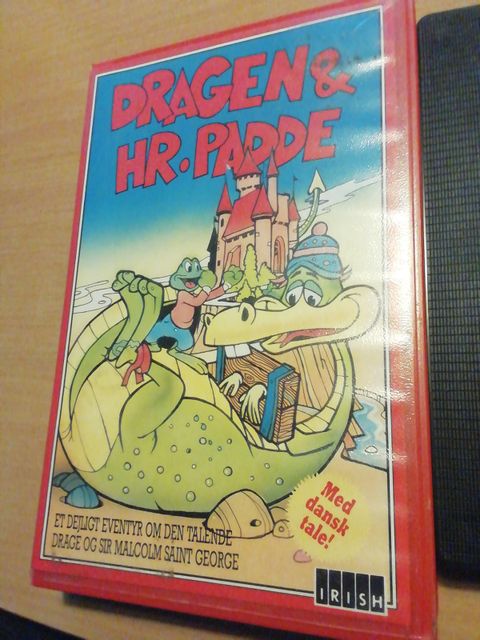 DRAGEN &
HR. PADDE
ET DEJLIGT EVENTYR OM DEN TALENDE
DRAGE OG SIR MALCOLM SAINT GEORGE
Med
dansk
tale!
IRISH